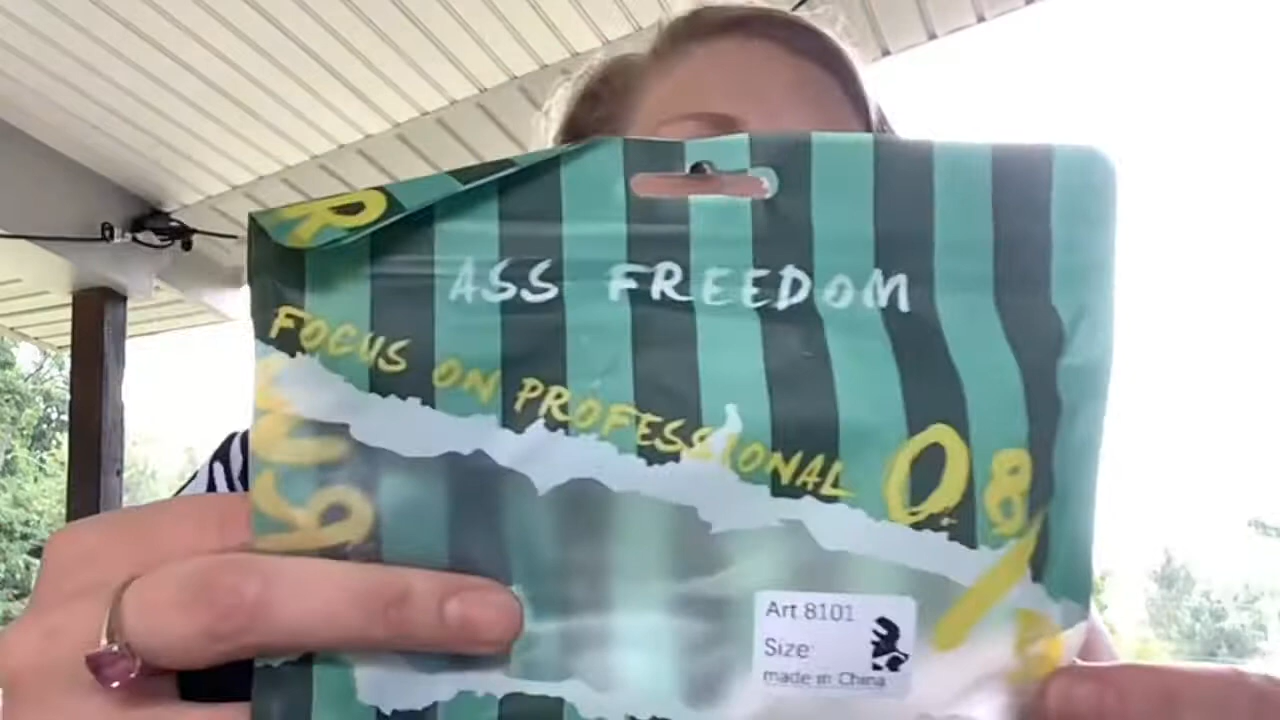 R
ASS FREEDOM
FOCUS ON PROFESSIONAL
08
Art 8101
Size:
made in China